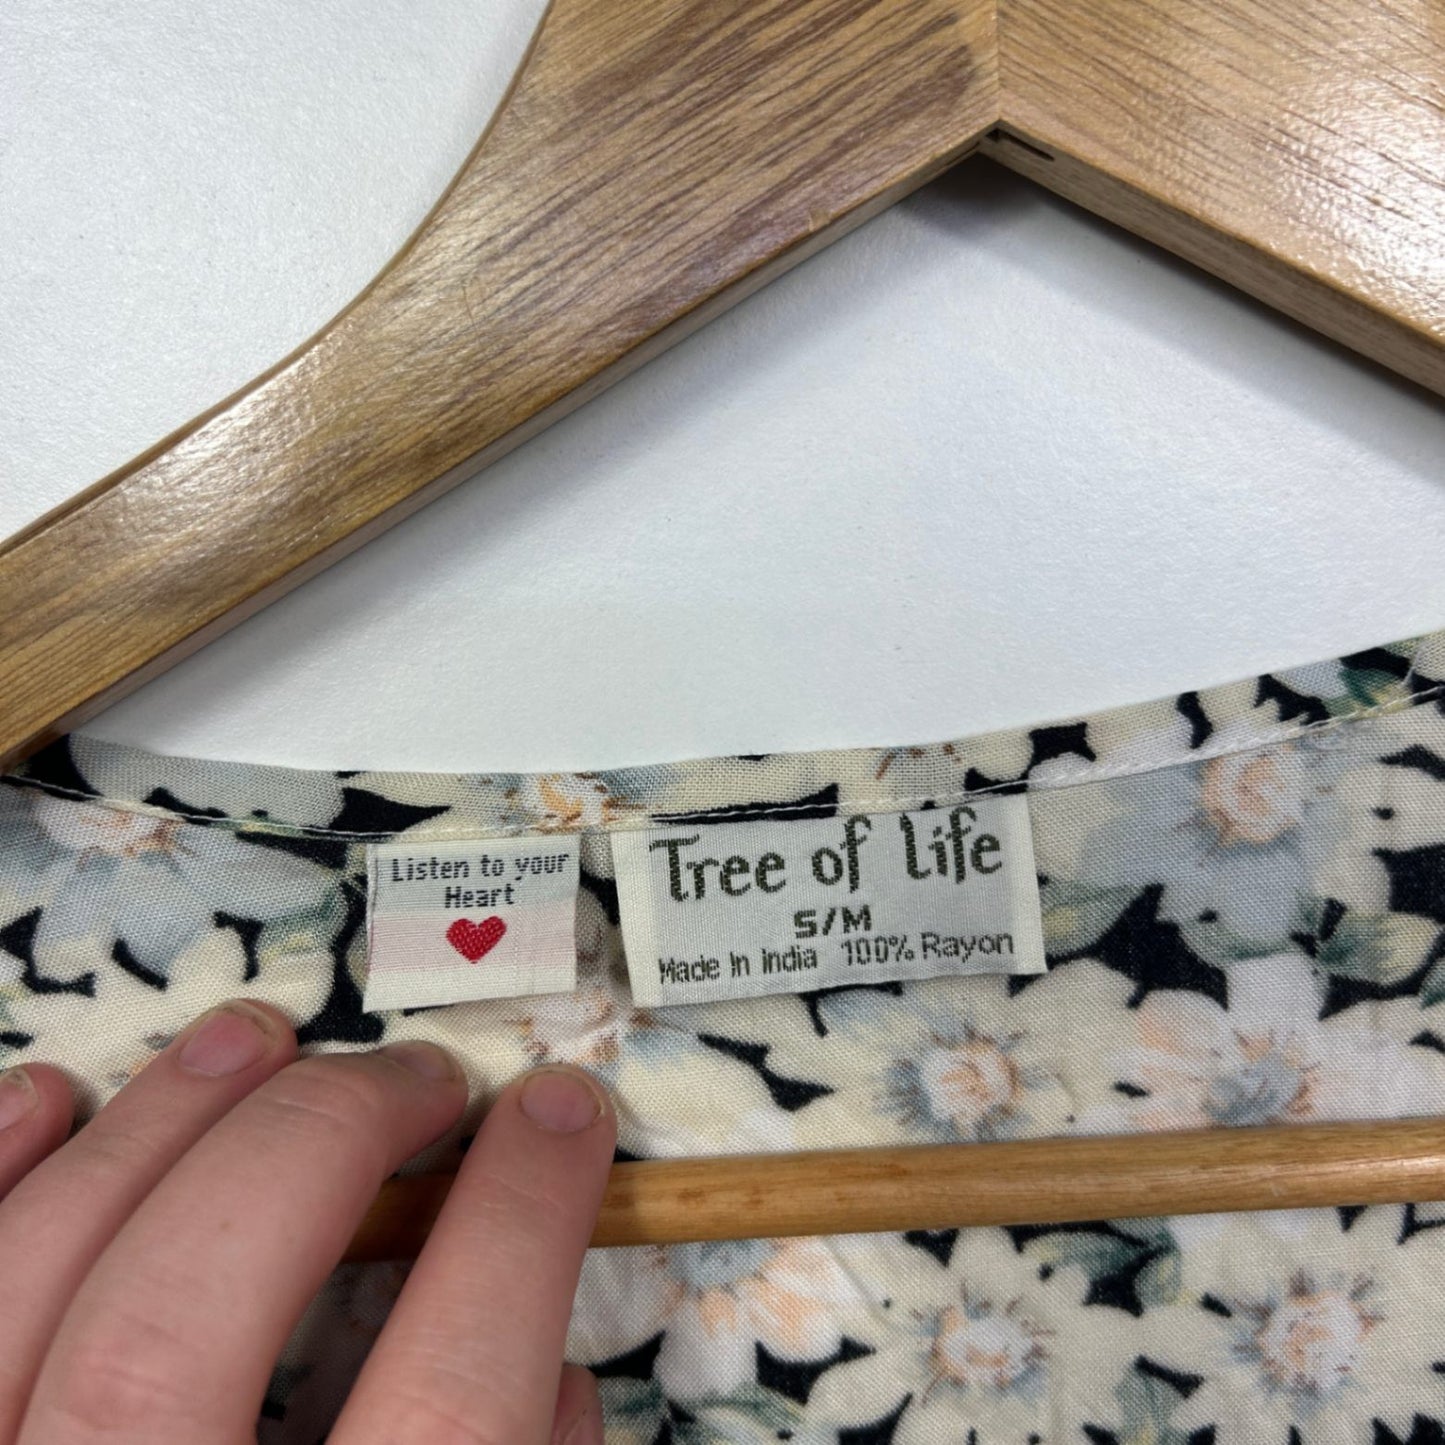 Listen to your
Heart
Tree of life
S/M
Made In India 100% Rayon